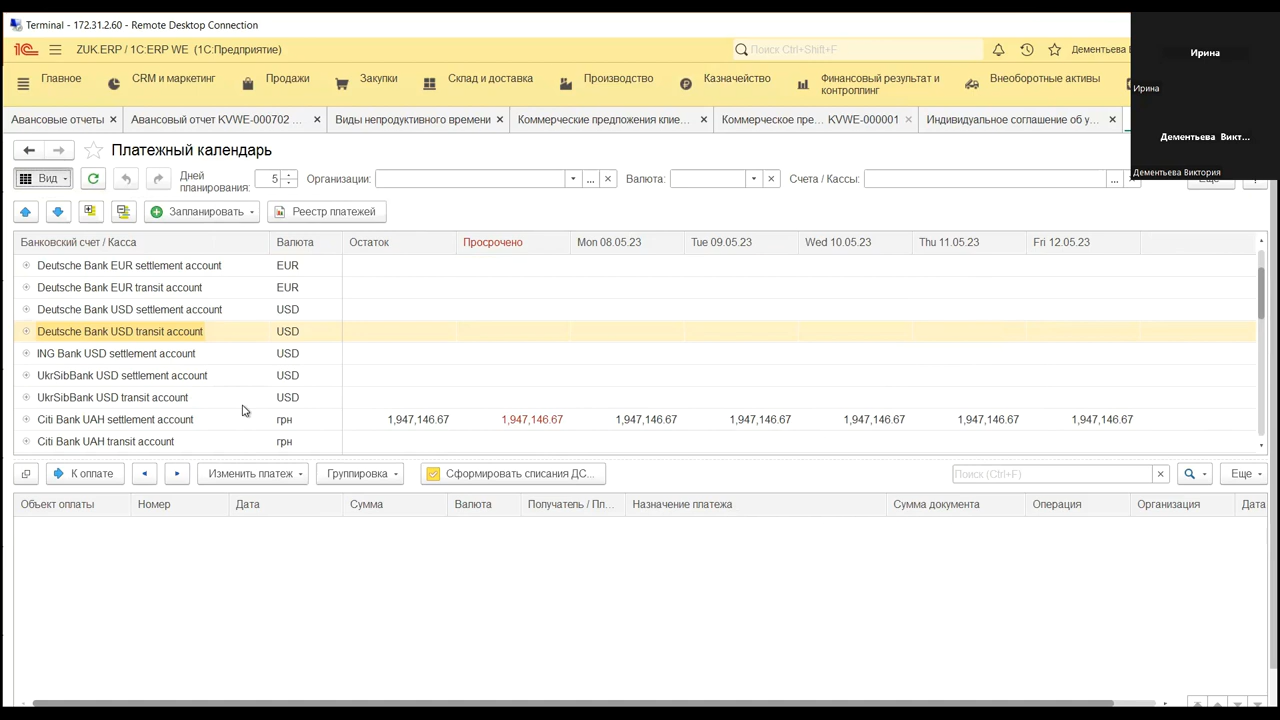 Terminal - 172.31.2.60 - Remote Desktop Connection
1С ZUK.ERP / 1C:ERP WE (1С:Предприятие) Поиск Ctrl+Shift+F Дементьева В
Главное CRM и маркетинг Продажи Закупки Склад и доставка Производство Казначейство Финансовый результат и контроллинг Внеоборотные активы
Ирина
Ирина
Дементьева Викт...
Дементьева Виктория
Авансовые отчеты Авансовый отчет KVWE-000702 ... Виды непродуктивного времени Коммерческие предложения клие... Коммерческое пре... KVWE-000001 Индивидуальное соглашение об у...
Платежный календарь
Вид Дней планирования: 5 Организации: Валюта: Счета / Кассы: ?
Запланировать Реестр платежей
Банковский счет / Касса Валюта Остаток Просрочено Mon 08.05.23 Tue 09.05.23 Wed 10.05.23 Thu 11.05.23 Fri 12.05.23
Deutsche Bank EUR settlement account EUR
Deutsche Bank EUR transit account EUR
Deutsche Bank USD settlement account USD
Deutsche Bank USD transit account USD
ING Bank USD settlement account USD
UkrSibBank USD settlement account USD
UkrSibBank USD transit account USD
Citi Bank UAH settlement account грн 1,947,146.67 1,947,146.67 1,947,146.67 1,947,146.67 1,947,146.67 1,947,146.67 1,947,146.67
Citi Bank UAH transit account грн
К оплате Изменить платеж Группировка Сформировать списания ДС... Поиск (Ctrl+F) Еще
Объект оплаты Номер Дата Сумма Валюта Получатель / Пл... Назначение платежа Сумма документа Операция Организация Дата